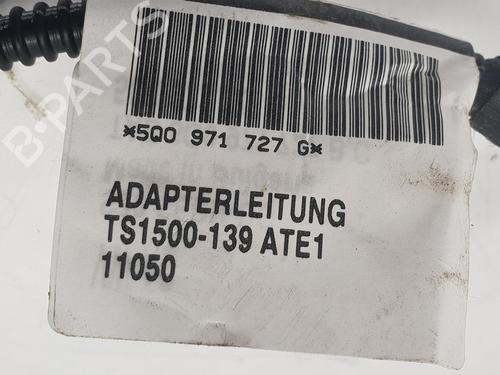 *5Q0 971 727 G*
ADAPTERLEITUNG
TS1500-139 ATE1
11050
B-PARTS